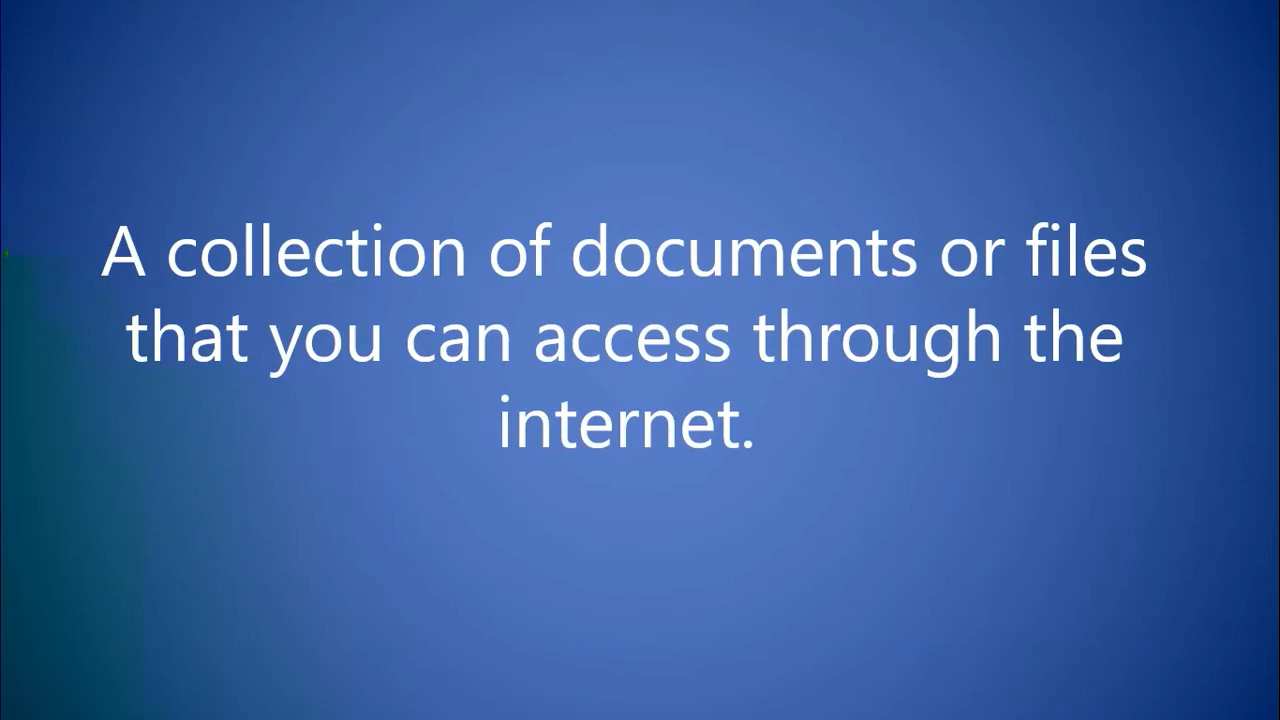 A collection of documents or files
that you can access through the
internet.